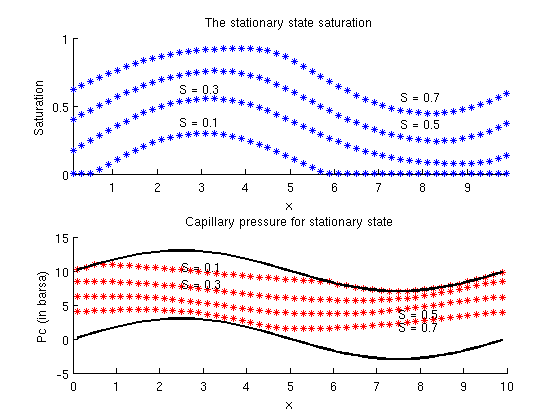 The stationary state saturation
1
0.5
0
Saturation
S = 0.3
S = 0.1
S = 0.7
S = 0.5
1 2 3 4 5 6 7 8 9
x
Capillary pressure for stationary state
15
10
5
0
-5
Pc (in barsa)
S = 0.1
S = 0.3
S = 0.5
S = 0.7
0 1 2 3 4 5 6 7 8 9 10
x